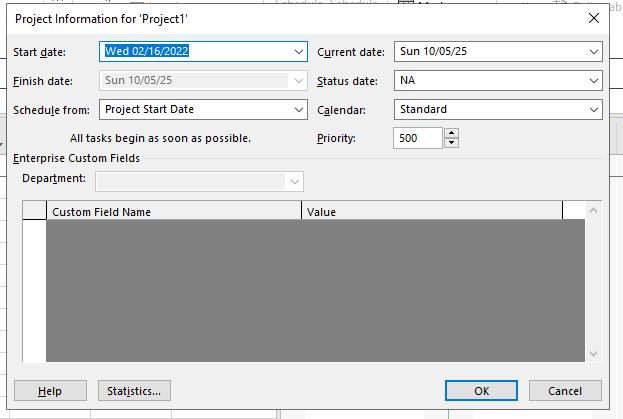 Project Information for 'Project1'
Start date: Wed 02/16/2022 Current date: Sun 10/05/25
Finish date: Sun 10/05/25 Status date: NA
Schedule from: Project Start Date Calendar: Standard
All tasks begin as soon as possible. Priority: 500
Enterprise Custom Fields
Department:
Custom Field Name Value
Help Statistics... OK Cancel